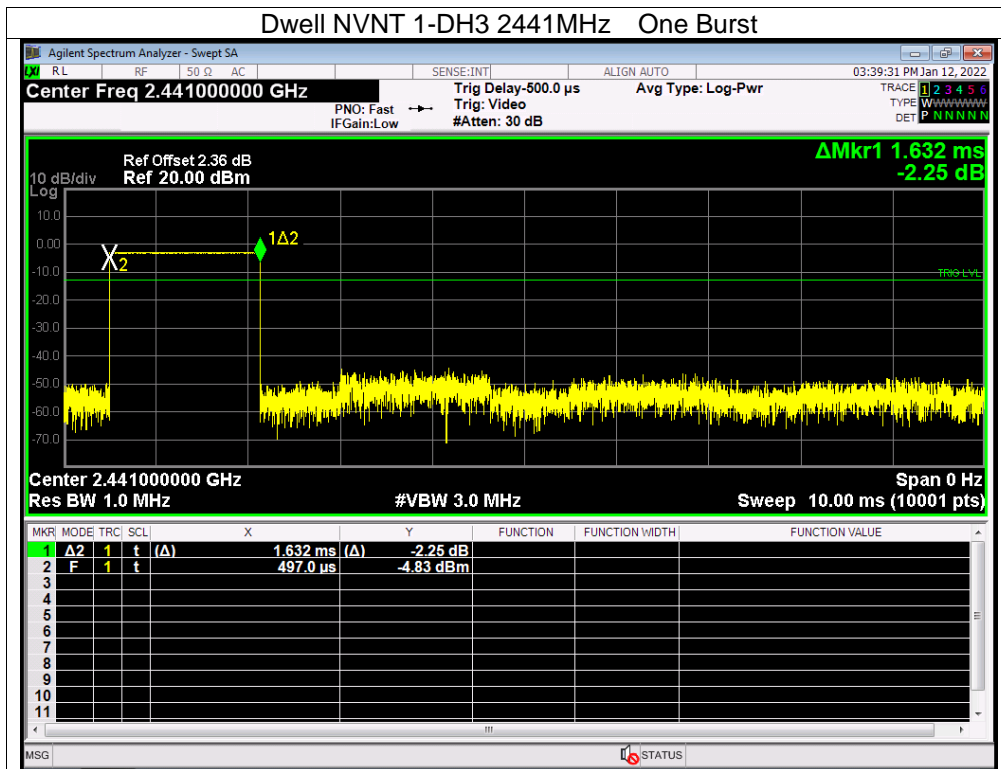 Dwell NVNT 1-DH3 2441MHz One Burst
Agilent Spectrum Analyzer - Swept SA
LXI RL RF 50 Ω AC SENSE:INT ALIGN AUTO 03:39:31 PM Jan 12, 2022
Center Freq 2.441000000 GHz Trig Delay-500.0 µs Avg Type: Log-Pwr TRACE 1 2 3 4 5 6
PNO: Fast Trig: Video TYPE WWWWWW
IFGain:Low #Atten: 30 dB DET P N N N N N
ΔMkr1 1.632 ms
-2.25 dB
Ref Offset 2.36 dB
10 dB/div Ref 20.00 dBm
Log
10.0
0.00
1Δ2
2
-10.0
TRIG LVL
-20.0
-30.0
-40.0
-50.0
-60.0
-70.0
Center 2.441000000 GHz Span 0 Hz
Res BW 1.0 MHz #VBW 3.0 MHz Sweep 10.00 ms (10001 pts)
MKR MODE TRC SCL X Y FUNCTION FUNCTION WIDTH FUNCTION VALUE
1 Δ2 1 t (Δ) 1.632 ms (Δ) -2.25 dB
2 F 1 t 497.0 µs -4.83 dBm
3
4
5
6
7
8
9
10
11
MSG STATUS